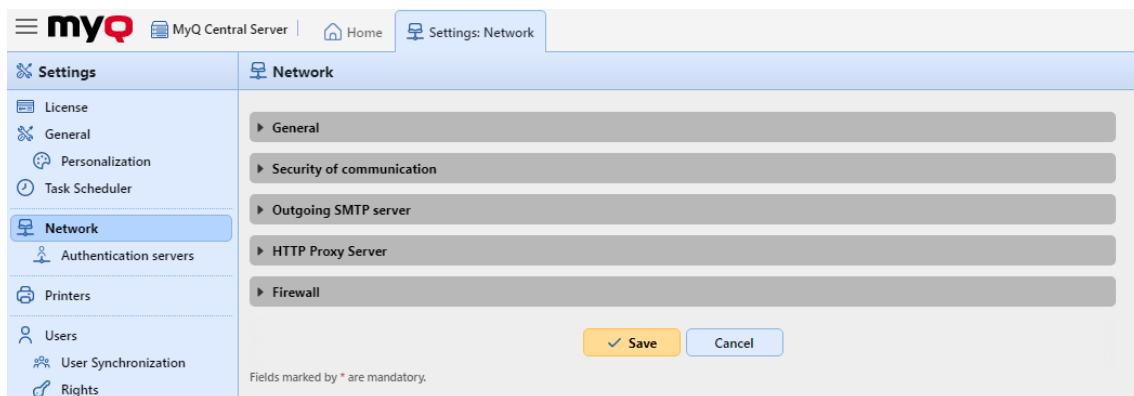 myQ MyQ Central Server Home Settings: Network
Settings
Network
License
General
Personalization
Task Scheduler
Network
Authentication servers
Printers
Users
User Synchronization
Rights
General
Security of communication
Outgoing SMTP server
HTTP Proxy Server
Firewall
Save Cancel
Fields marked by * are mandatory.